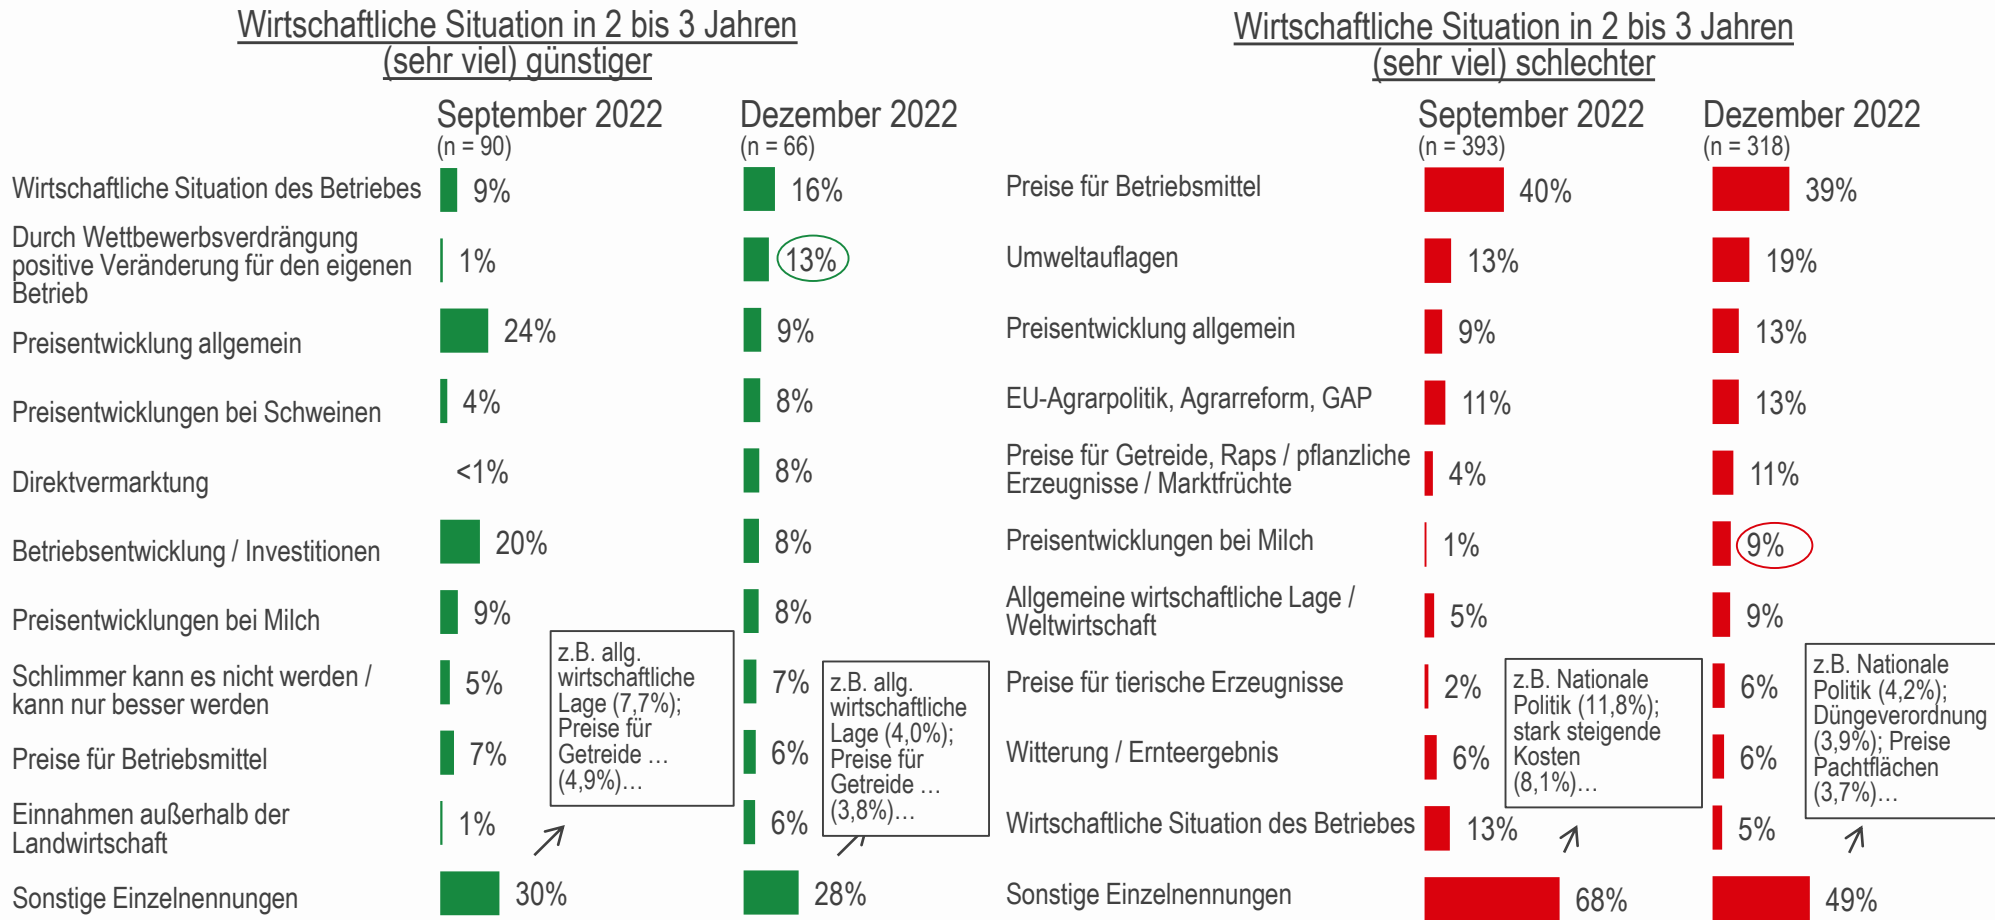 Wirtschaftliche Situation in 2 bis 3 Jahren
(sehr viel) günstiger
September 2022
(n = 90)
Dezember 2022
(n = 66)
Wirtschaftliche Situation des Betriebes
9%
16%
Durch Wettbewerbsverdrängung
positive Veränderung für den eigenen
Betrieb
1%
13%
Preisentwicklung allgemein
24%
9%
Preisentwicklungen bei Schweinen
4%
8%
Direktvermarktung
<1%
8%
Betriebsentwicklung / Investitionen
20%
8%
Preisentwicklungen bei Milch
9%
8%
Schlimmer kann es nicht werden /
kann nur besser werden
5%
7%
Preise für Betriebsmittel
7%
6%
Einnahmen außerhalb der
Landwirtschaft
1%
6%
Sonstige Einzelnennungen
30%
28%
z.B. allg.
wirtschaftliche
Lage (7,7%);
Preise für
Getreide …
(4,9%)…
z.B. allg.
wirtschaftliche
Lage (4,0%);
Preise für
Getreide …
(3,8%)…
Wirtschaftliche Situation in 2 bis 3 Jahren
(sehr viel) schlechter
September 2022
(n = 393)
Dezember 2022
(n = 318)
Preise für Betriebsmittel
40%
39%
Umweltauflagen
13%
19%
Preisentwicklung allgemein
9%
13%
EU-Agrarpolitik, Agrarreform, GAP
11%
13%
Preise für Getreide, Raps / pflanzliche
Erzeugnisse / Marktfrüchte
4%
11%
Preisentwicklungen bei Milch
1%
9%
Allgemeine wirtschaftliche Lage /
Weltwirtschaft
5%
9%
Preise für tierische Erzeugnisse
2%
6%
Witterung / Ernteergebnis
6%
6%
Wirtschaftliche Situation des Betriebes
13%
5%
Sonstige Einzelnennungen
68%
49%
z.B. Nationale
Politik (11,8%);
stark steigende
Kosten
(8,1%)…
z.B. Nationale
Politik (4,2%);
Düngeverordnung
(3,9%); Preise
Pachtflächen
(3,7%)…